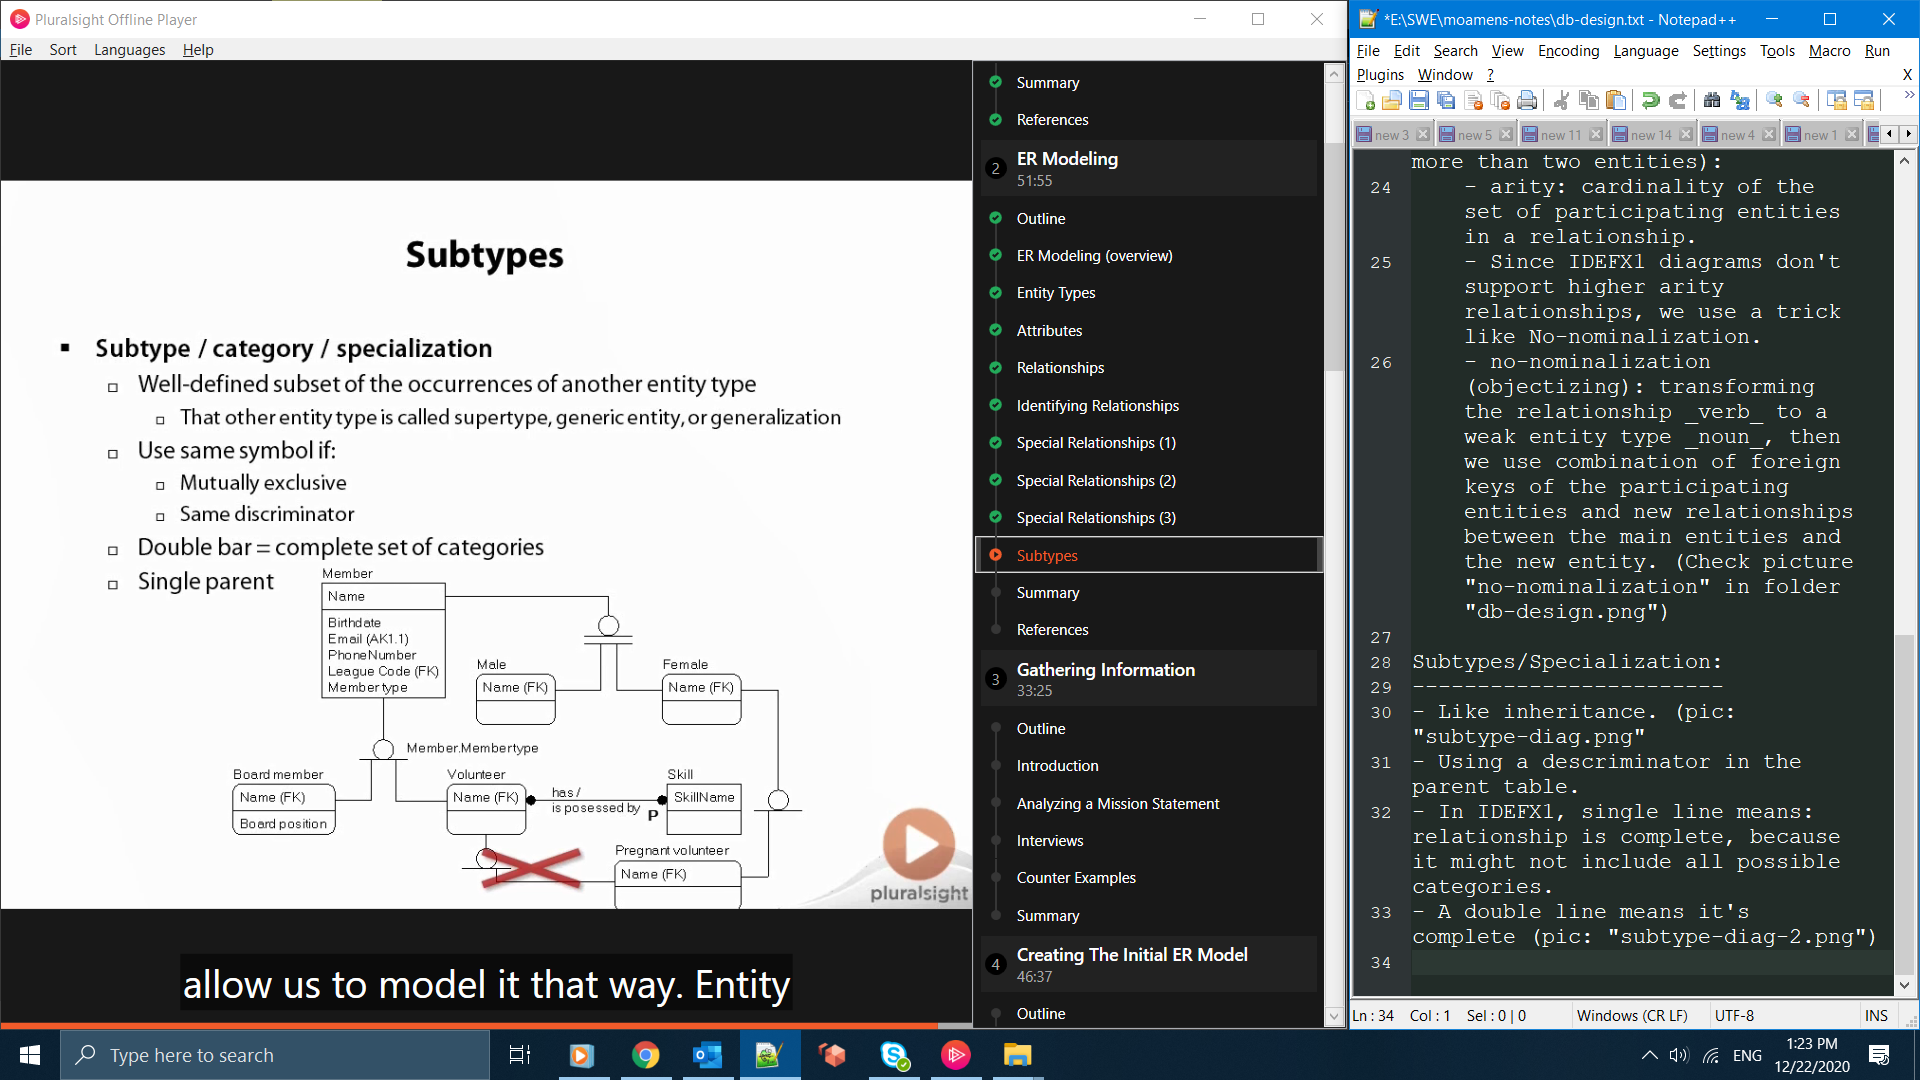 Pluralsight Offline Player
File Sort Languages Help
Subtypes
Subtype / category / specialization
Well-defined subset of the occurrences of another entity type
That other entity type is called supertype, generic entity, or generalization
Use same symbol if:
Mutually exclusive
Same discriminator
Double bar = complete set of categories
Single parent
Member
Name
Birthdate
Email (AK1.1)
PhoneNumber
League Code (FK)
Membertype
Male
Name (FK)
Female
Name (FK)
Member.Membertype
Board member
Name (FK)
Board position
Volunteer
Name (FK)
has /
is posessed by
P
Skill
SkillName
Pregnant volunteer
Name (FK)
pluralsight
allow us to model it that way. Entity
Summary
References
2
ER Modeling
51:55
Outline
ER Modeling (overview)
Entity Types
Attributes
Relationships
Identifying Relationships
Special Relationships (1)
Special Relationships (2)
Special Relationships (3)
Subtypes
Summary
References
3
Gathering Information
33:25
Outline
Introduction
Analyzing a Mission Statement
Interviews
Counter Examples
Summary
4
Creating The Initial ER Model
46:37
Outline
*E:\SWE\moamens-notes\db-design.txt - Notepad++
File Edit Search View Encoding Language Settings Tools Macro Run
Plugins Window ? X
new 3 new 5 new 11 new 14 new 4 new 1
more than two entities):
24 - arity: cardinality of the
set of participating entities
in a relationship.
25 - Since IDEFX1 diagrams don't
support higher arity
relationships, we use a trick
like No-nominalization.
26 - no-nominalization
(objectizing): transforming
the relationship _verb_ to a
weak entity type _noun_, then
we use combination of foreign
keys of the participating
entities and new relationships
between the main entities and
the new entity. (Check picture
"no-nominalization" in folder
"db-design.png")
27
28 Subtypes/Specialization:
29 ------------------------
30 - Like inheritance. (pic:
"subtype-diag.png"
31 - Using a descriminator in the
parent table.
32 - In IDEFX1, single line means:
relationship is complete, because
it might not include all possible
categories.
33 - A double line means it's
complete (pic: "subtype-diag-2.png")
34
Ln : 34 Col : 1 Sel : 0 | 0 Windows (CR LF) UTF-8 INS
Type here to search
ENG
1:23 PM
12/22/2020